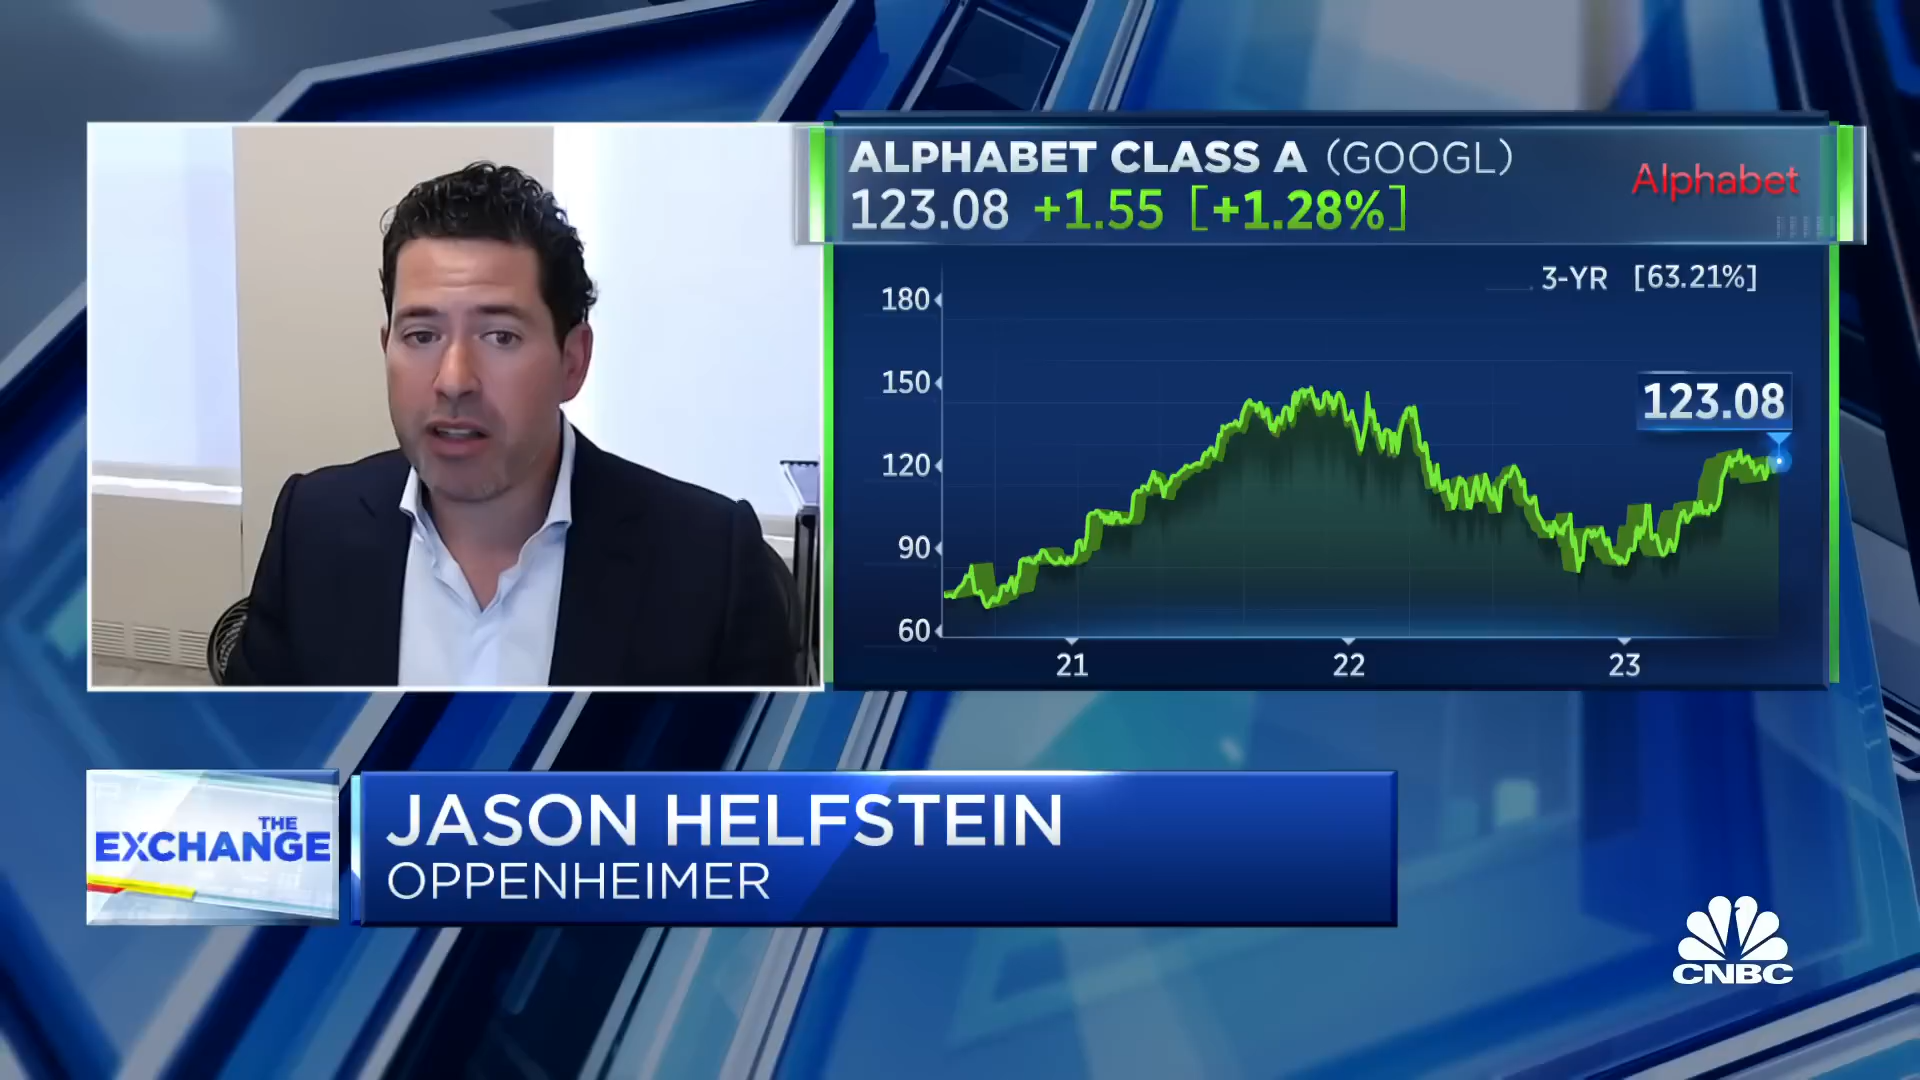 ALPHABET CLASS A (GOOGL)
123.08 +1.55 [+1.28%]
Alphabet
3-YR [63.21%]
180
150
120
90
60
123.08
21 22 23
THE
EXCHANGE
JASON HELFSTEIN
OPPENHEIMER
CNBC